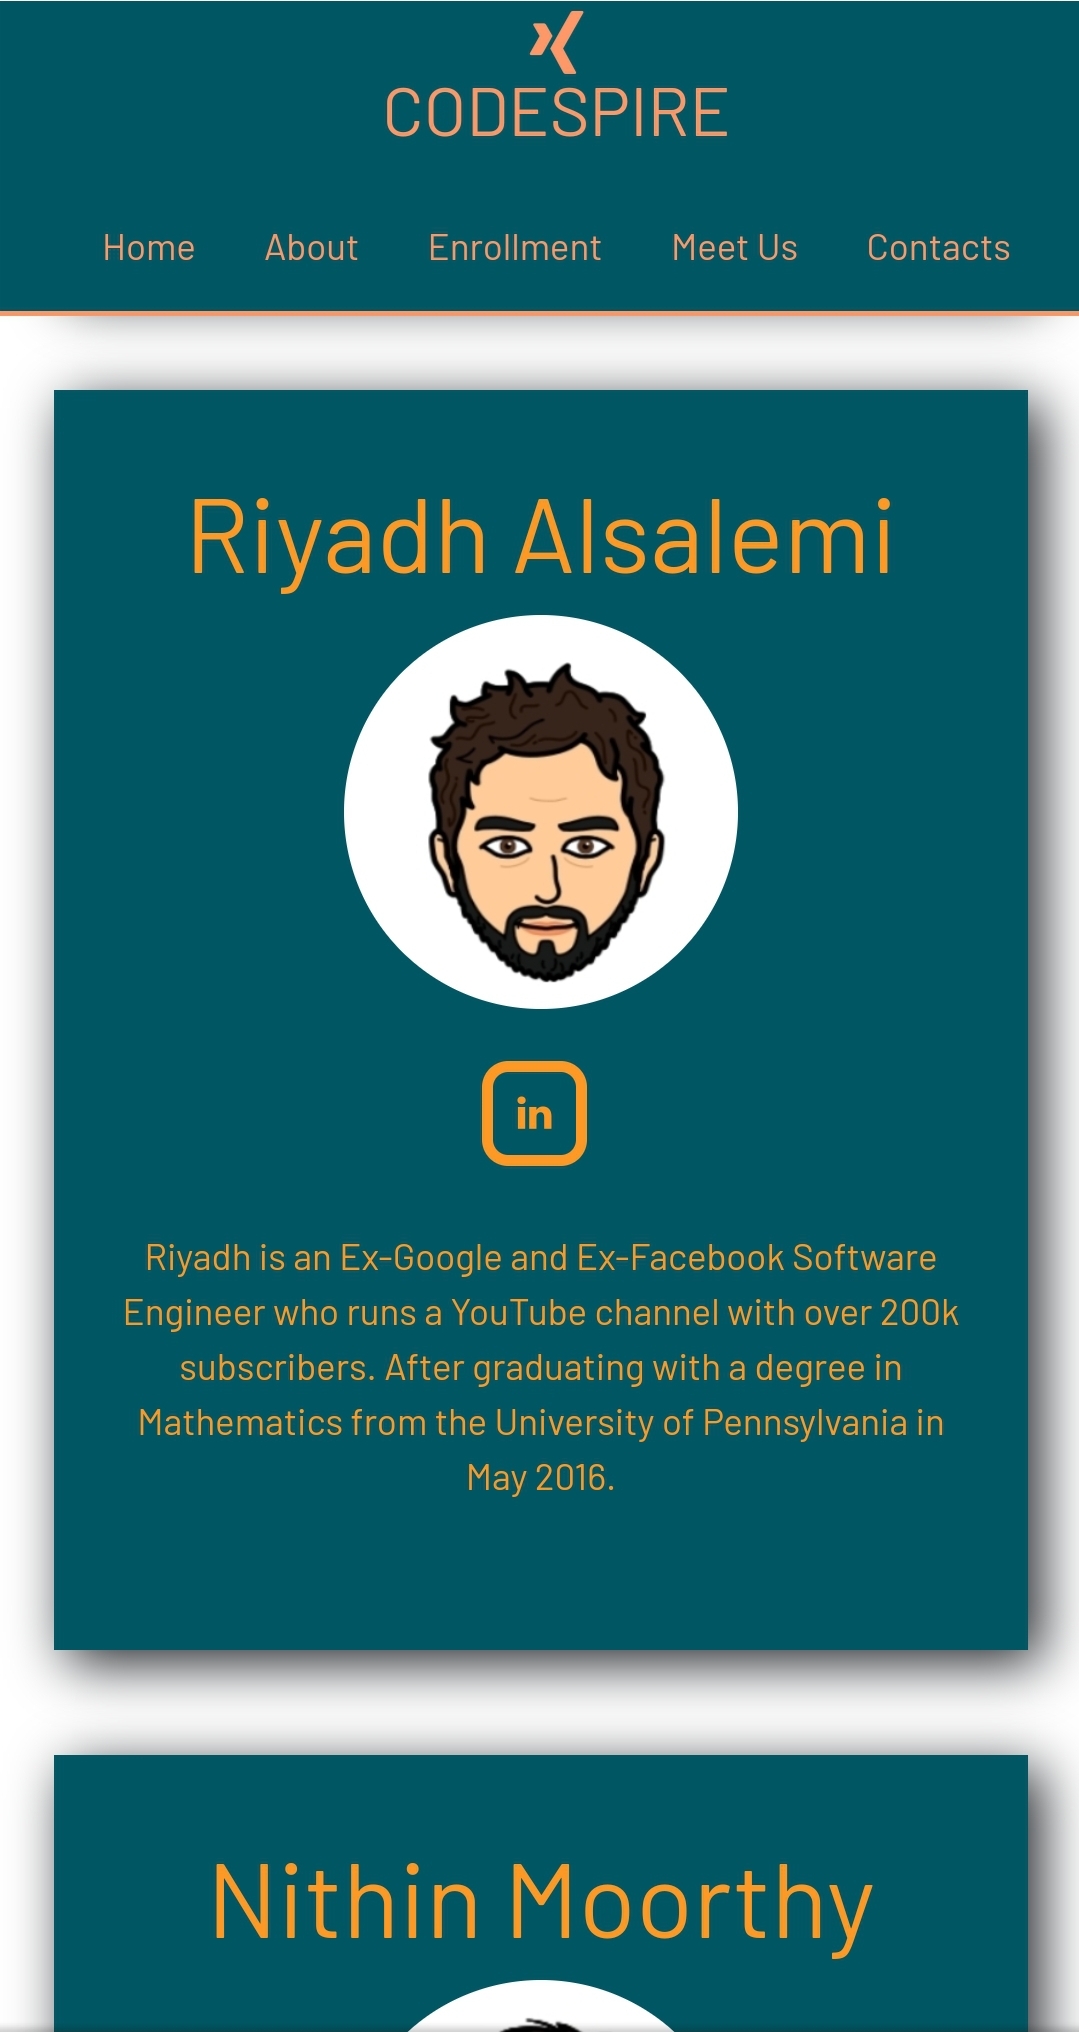 CODESPIRE
Home About Enrollment Meet Us Contacts
Riyadh Alsalemi
in
Riyadh is an Ex-Google and Ex-Facebook Software
Engineer who runs a YouTube channel with over 200k
subscribers. After graduating with a degree in
Mathematics from the University of Pennsylvania in
May 2016.
Nithin Moorthy